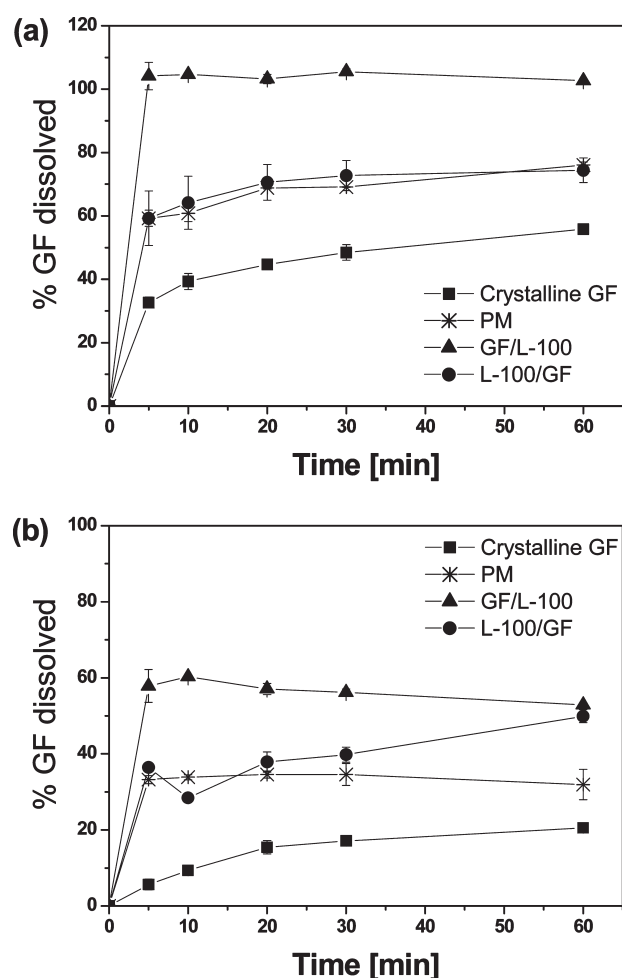 (a)
120
100
80
60
40
20
0
% GF dissolved
Crystalline GF
PM
GF/L-100
L-100/GF
0 10 20 30 40 50 60
Time [min]
(b)
100
80
60
40
20
0
% GF dissolved
Crystalline GF
PM
GF/L-100
L-100/GF
0 10 20 30 40 50 60
Time [min]